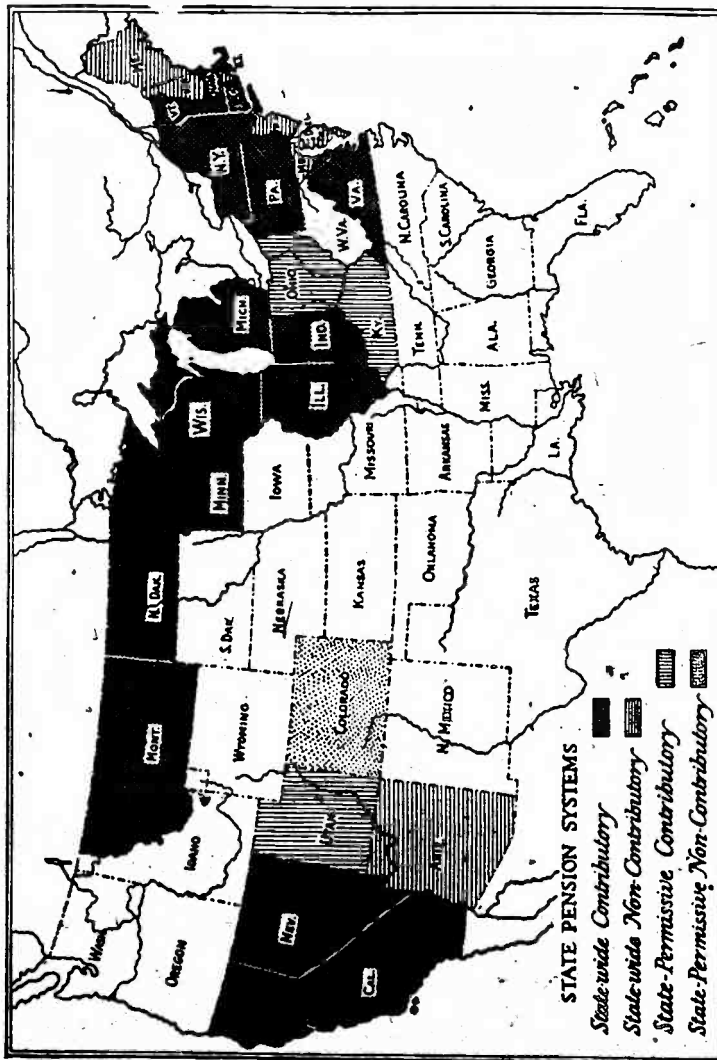 WASH.
OREGON
IDAHO
MONT.
N. DAK.
S. DAK.
WYOMING
NEBRASKA
NEV.
CAL.
UTAH
ARIZ.
COLORADO
N. MEXICO
KANSAS
OKLAHOMA
TEXAS
MINN.
IOWA
MISSOURI
ARKANSAS
LA.
WIS.
MICH.
ILL.
IND.
OHIO
KY.
TENN.
MISS.
ALA.
GEORGIA
FLA.
S. CAROLINA
N. CAROLINA
VA.
W. VA.
PA.
N.Y.
VT.
ME.
STATE PENSION SYSTEMS
State-wide Contributory
State-wide Non-Contributory
State-Permissive Contributory
State-Permissive Non-Contributory